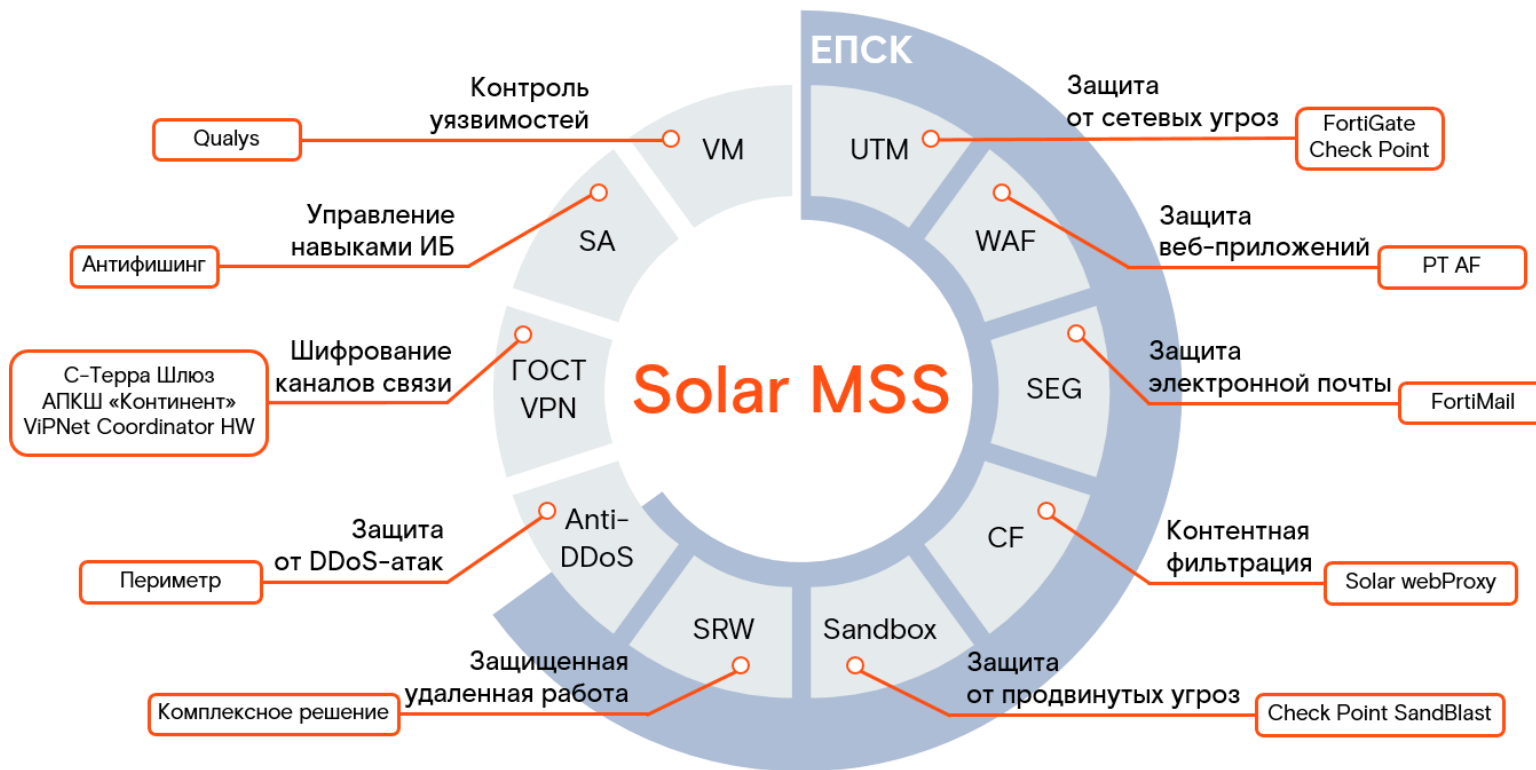 ЕПСК
Контроль
уязвимостей
Qualys
VM
UTM
Защита
от сетевых угроз
FortiGate
Check Point
Управление
навыками ИБ
Антифишинг
SA
WAF
Защита
веб-приложений
PT AF
Шифрование
каналов связи
С-Терра Шлюз
АПКШ «Континент»
ViPNet Coordinator HW
ГОСТ
VPN
Solar MSS
SEG
Защита
электронной почты
FortiMail
Защита
от DDoS-атак
Периметр
Anti-
DDoS
CF
Контентная
фильтрация
Solar webProxy
Защищенная
удаленная работа
Комплексное решение
SRW
Sandbox
Защита
от продвинутых угроз
Check Point SandBlast